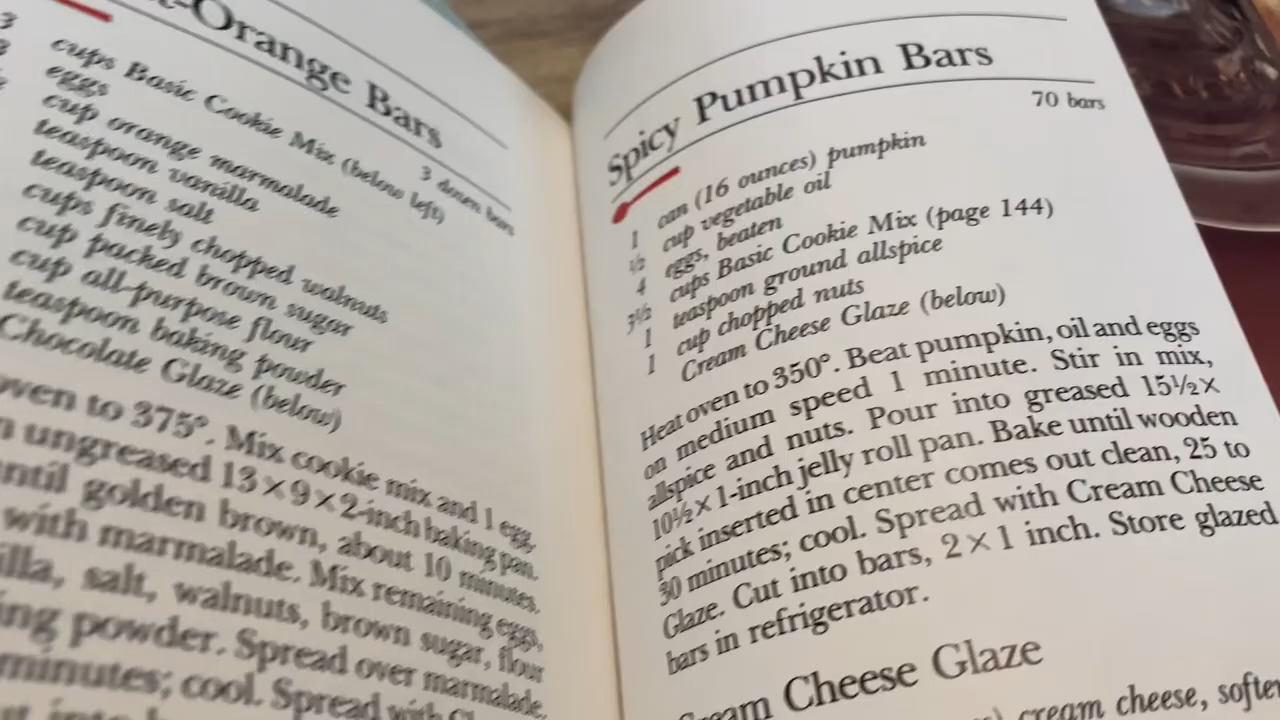 -Orange Bars
3 dozen bars
3 cups Basic Cookie Mix (below left)
eggs
cup orange marmalade
teaspoon vanilla
teaspoon salt
cups finely chopped walnuts
cup packed brown sugar
cup all-purpose flour
teaspoon baking powder
Chocolate Glaze (below)
oven to 375°. Mix cookie mix and 1 egg,
ungreased 13 × 9 × 2-inch baking pan.
until golden brown, about 10 minutes.
with marmalade. Mix remaining eggs,
salt, walnuts, brown sugar, flour
powder. Spread over marmalade.
minutes; cool. Spread with
Spicy Pumpkin Bars
70 bars
1 can (16 ounces) pumpkin
½ cup vegetable oil
4 eggs, beaten
3½ cups Basic Cookie Mix (page 144)
1 teaspoon ground allspice
1 cup chopped nuts
Cream Cheese Glaze (below)
Heat oven to 350°. Beat pumpkin, oil and eggs
on medium speed 1 minute. Stir in mix,
allspice and nuts. Pour into greased 15½ ×
10½ × 1-inch jelly roll pan. Bake until wooden
pick inserted in center comes out clean, 25 to
30 minutes; cool. Spread with Cream Cheese
Glaze. Cut into bars, 2 × 1 inch. Store glazed
bars in refrigerator.
Cream Cheese Glaze
cream cheese, soften